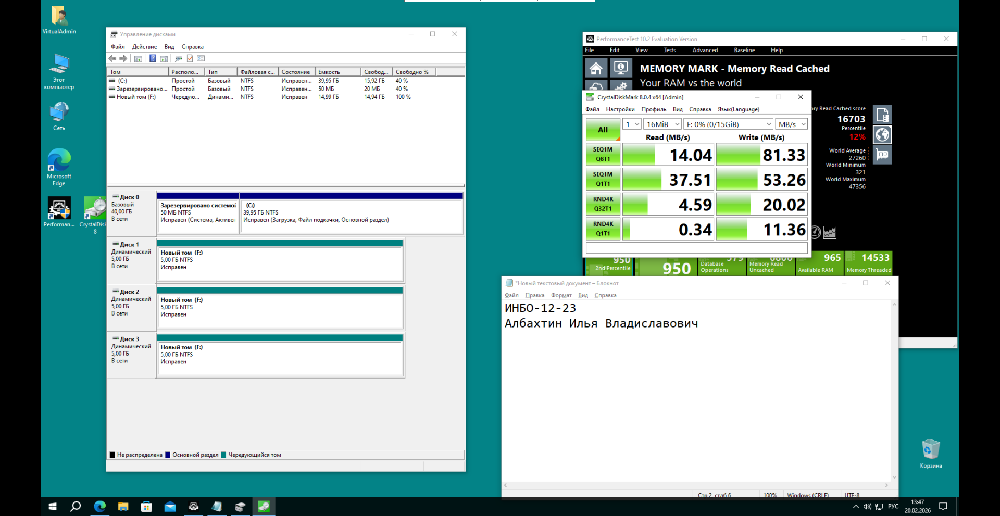 VirtualAdmin
Этот
компьютер
Сеть
Microsoft
Edge
Performan...
CrystalDisk
8
Управление дисками
Файл Действие Вид Справка
Том Располо... Тип Файловая с... Состояние Емкость Свобод... Свободно %
(C:) Простой Базовый NTFS Исправен... 39,95 ГБ 15,92 ГБ 40 %
Зарезервировано... Простой Базовый NTFS Исправен... 50 МБ 20 МБ 40 %
Новый том (F:) Чередую... Динами... NTFS Исправен 14,99 ГБ 14,94 ГБ 100 %
Диск 0
Базовый
40,00 ГБ
В сети
Зарезервировано системой
50 МБ NTFS
Исправен (Система, Активен
(C:)
39,95 ГБ NTFS
Исправен (Загрузка, Файл подкачки, Основной раздел)
Диск 1
Динамический
5,00 ГБ
В сети
Новый том (F:)
5,00 ГБ NTFS
Исправен
Диск 2
Динамический
5,00 ГБ
В сети
Новый том (F:)
5,00 ГБ NTFS
Исправен
Диск 3
Динамический
5,00 ГБ
В сети
Новый том (F:)
5,00 ГБ NTFS
Исправен
Не распределена Основной раздел Чередующийся том
PerformanceTest 10.2 Evaluation Version
File Edit View Tests Advanced Baseline Help
MEMORY MARK - Memory Read Cached
Your RAM vs the world
ory Read Cached score
16703
Percentile
12%
World Average
27260
World Minimum
321
World Maximum
47356
CrystalDiskMark 8.0.4 x64 [Admin]
Файл Настройки Профиль Вид Справка Язык(Language)
All
1 16MiB F: 0% (0/15GiB) MB/s
Read (MB/s) Write (MB/s)
SEQ1M
Q8T1
14.04 81.33
SEQ1M
Q1T1
37.51 53.26
RND4K
Q32T1
4.59 20.02
RND4K
Q1T1
0.34 11.36
950
2nd Percentile
950
Database
Operations
Memory Read
Uncached
965
Available RAM
14533
Memory Threaded
*Новый текстовый документ – Блокнот
Файл Правка Формат Вид Справка
ИНБО-12-23
Албахтин Илья Владиславович
Стр 2, стлб 6 100% Windows (CRLF) UTF-8
Корзина
РУС
13:47
20.02.2026